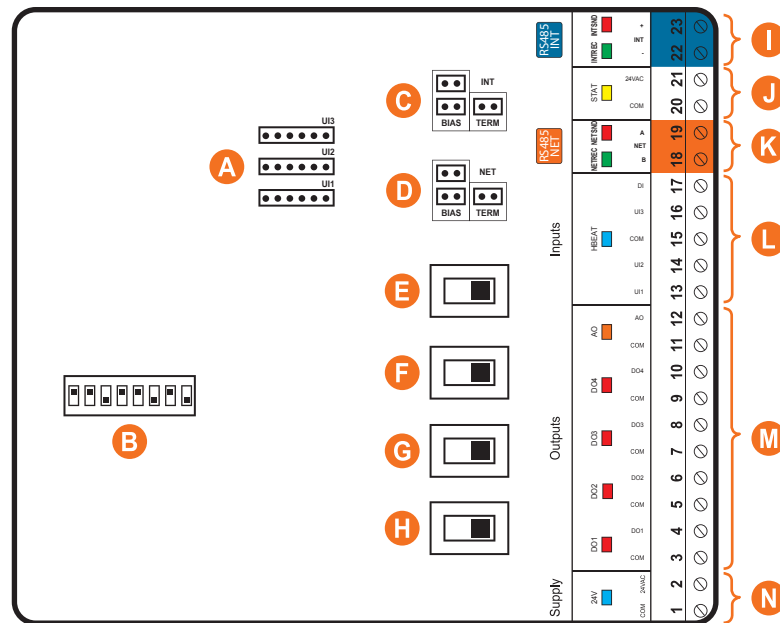 RS485
INT
INTREC INTSND
+
INT
-
23
22
I
C
INT
BIAS
TERM
STAT
24VAC
COM
21
20
J
A
UI3
UI2
UI1
RS485
NET
NETREC NETSND
A
NET
B
19
18
K
D
NET
BIAS
TERM
Inputs
HBEAT
DI
UI3
COM
UI2
UI1
17
16
15
14
13
L
E
F
G
H
B
Outputs
AO
DO4
DO3
DO2
DO1
AO
COM
DO4
COM
DO3
COM
DO2
COM
DO1
COM
12
11
10
9
8
7
6
5
4
3
M
Supply
24V
24VAC
COM
2
1
N